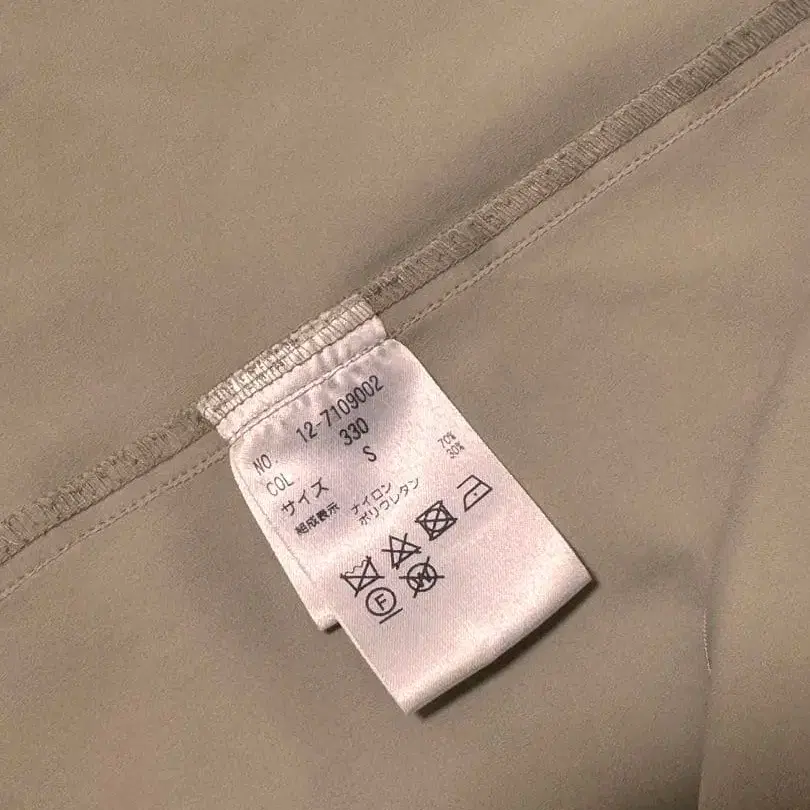 NO. 12-7109002
COL 330
サイズ S
組成表示 ナイロン 70%
ポリウレタン 30%
F W